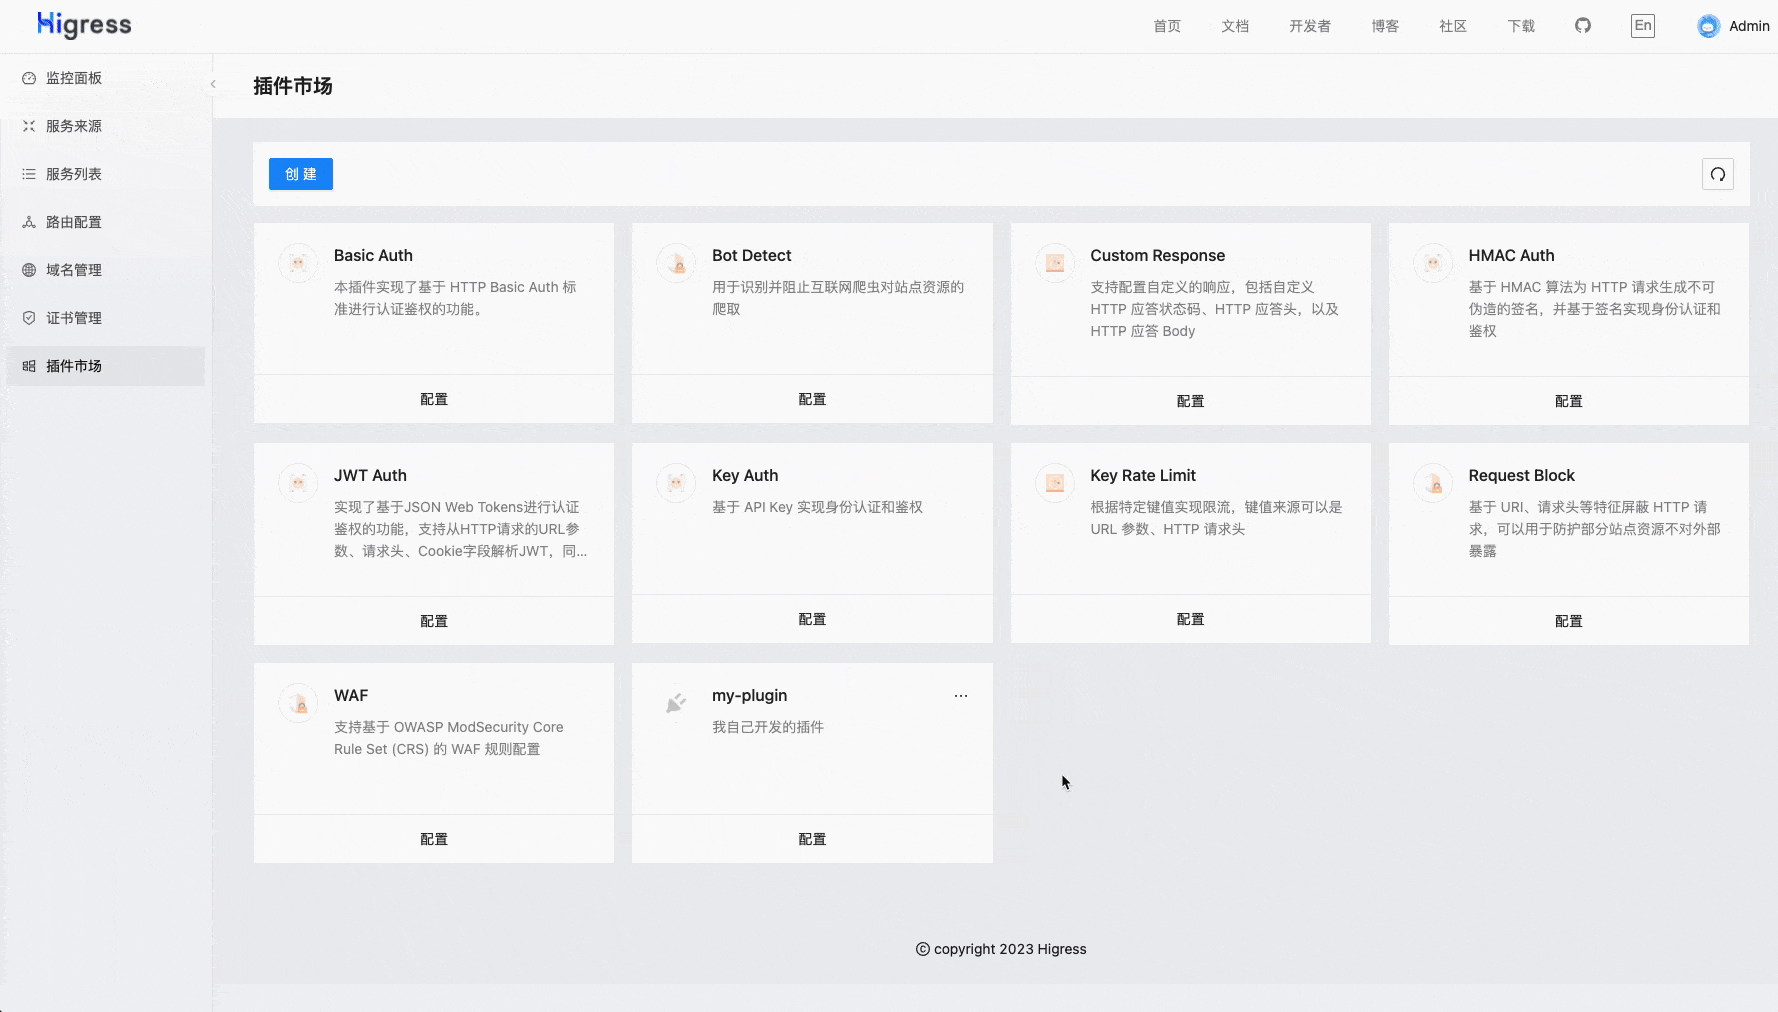 Higress
首页 文档 开发者 博客 社区 下载 En Admin
监控面板
服务来源
服务列表
路由配置
域名管理
证书管理
插件市场
插件市场
创 建
Basic Auth
本插件实现了基于 HTTP Basic Auth 标
准进行认证鉴权的功能。
配置
Bot Detect
用于识别并阻止互联网爬虫对站点资源的
爬取
配置
Custom Response
支持配置自定义的响应，包括自定义
HTTP 应答状态码、HTTP 应答头，以及
HTTP 应答 Body
配置
HMAC Auth
基于 HMAC 算法为 HTTP 请求生成不可
伪造的签名，并基于签名实现身份认证和
鉴权
配置
JWT Auth
实现了基于JSON Web Tokens进行认证
鉴权的功能，支持从HTTP请求的URL参
数、请求头、Cookie字段解析JWT，同...
配置
Key Auth
基于 API Key 实现身份认证和鉴权
配置
Key Rate Limit
根据特定键值实现限流，键值来源可以是
URL 参数、HTTP 请求头
配置
Request Block
基于 URI、请求头等特征屏蔽 HTTP 请
求，可以用于防护部分站点资源不对外部
暴露
配置
WAF
支持基于 OWASP ModSecurity Core
Rule Set (CRS) 的 WAF 规则配置
配置
my-plugin ···
我自己开发的插件
配置
© copyright 2023 Higress